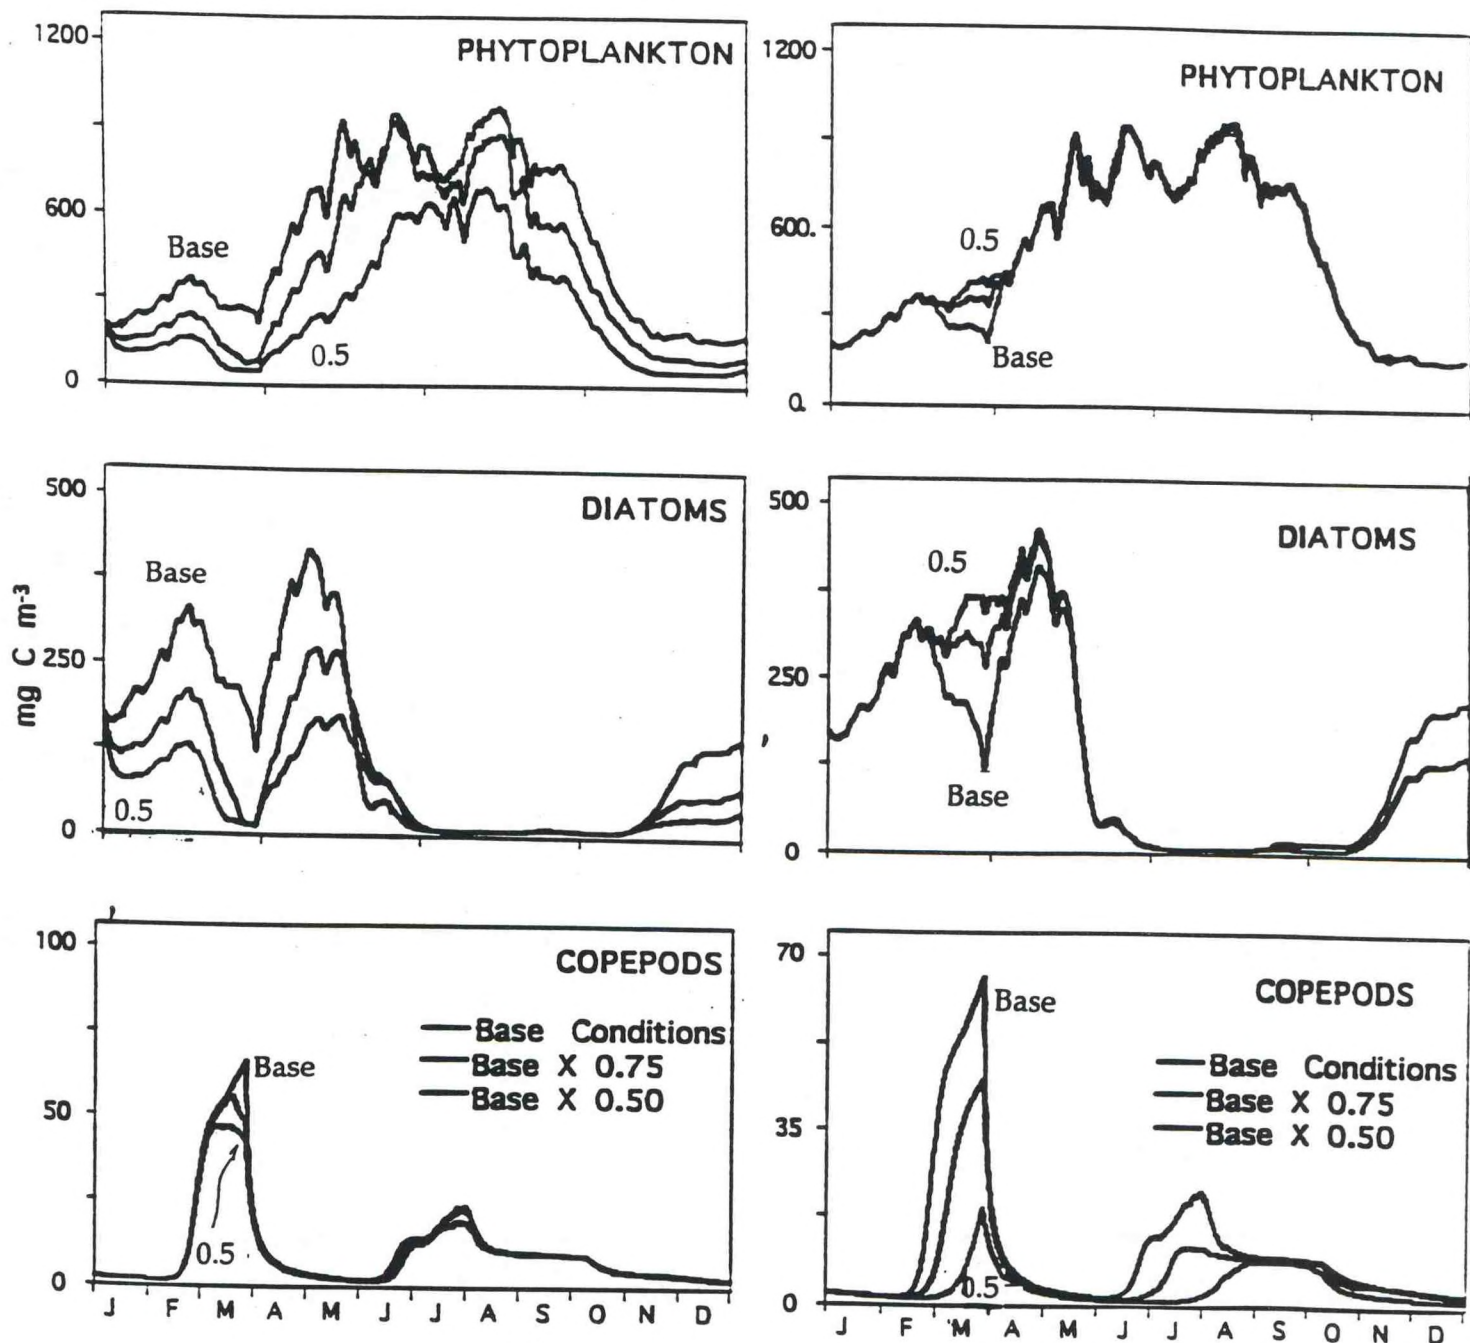 1200
PHYTOPLANKTON
600
Base
0.5
0
1200
PHYTOPLANKTON
600.
0.5
Base
0.
500
DIATOMS
Base
250
mg C m-3
0.5
0
500
DIATOMS
0.5
250
Base
0
100
COPEPODS
Base Conditions
Base X 0.75
Base X 0.50
Base
50
0.5
0
J F M A M J J A S O N D
70
COPEPODS
Base
Base Conditions
Base X 0.75
Base X 0.50
35
0.5
0
J F M A M J J A S O N D